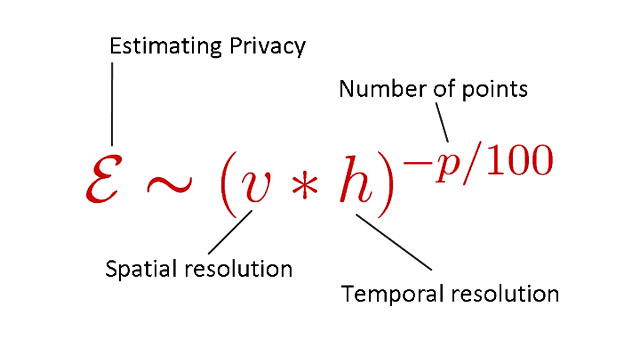 Estimating Privacy
Number of points
ℰ ~ (v * h)^{-p/100}
Spatial resolution
Temporal resolution